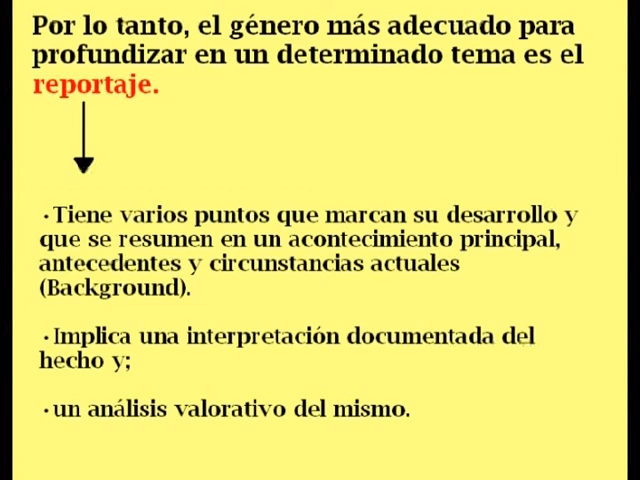 Por lo tanto, el género más adecuado para
profundizar en un determinado tema es el
reportaje.
·Tiene varios puntos que marcan su desarrollo y
que se resumen en un acontecimiento principal,
antecedentes y circunstancias actuales
(Background).
·Implica una interpretación documentada del
hecho y;
·un análisis valorativo del mismo.